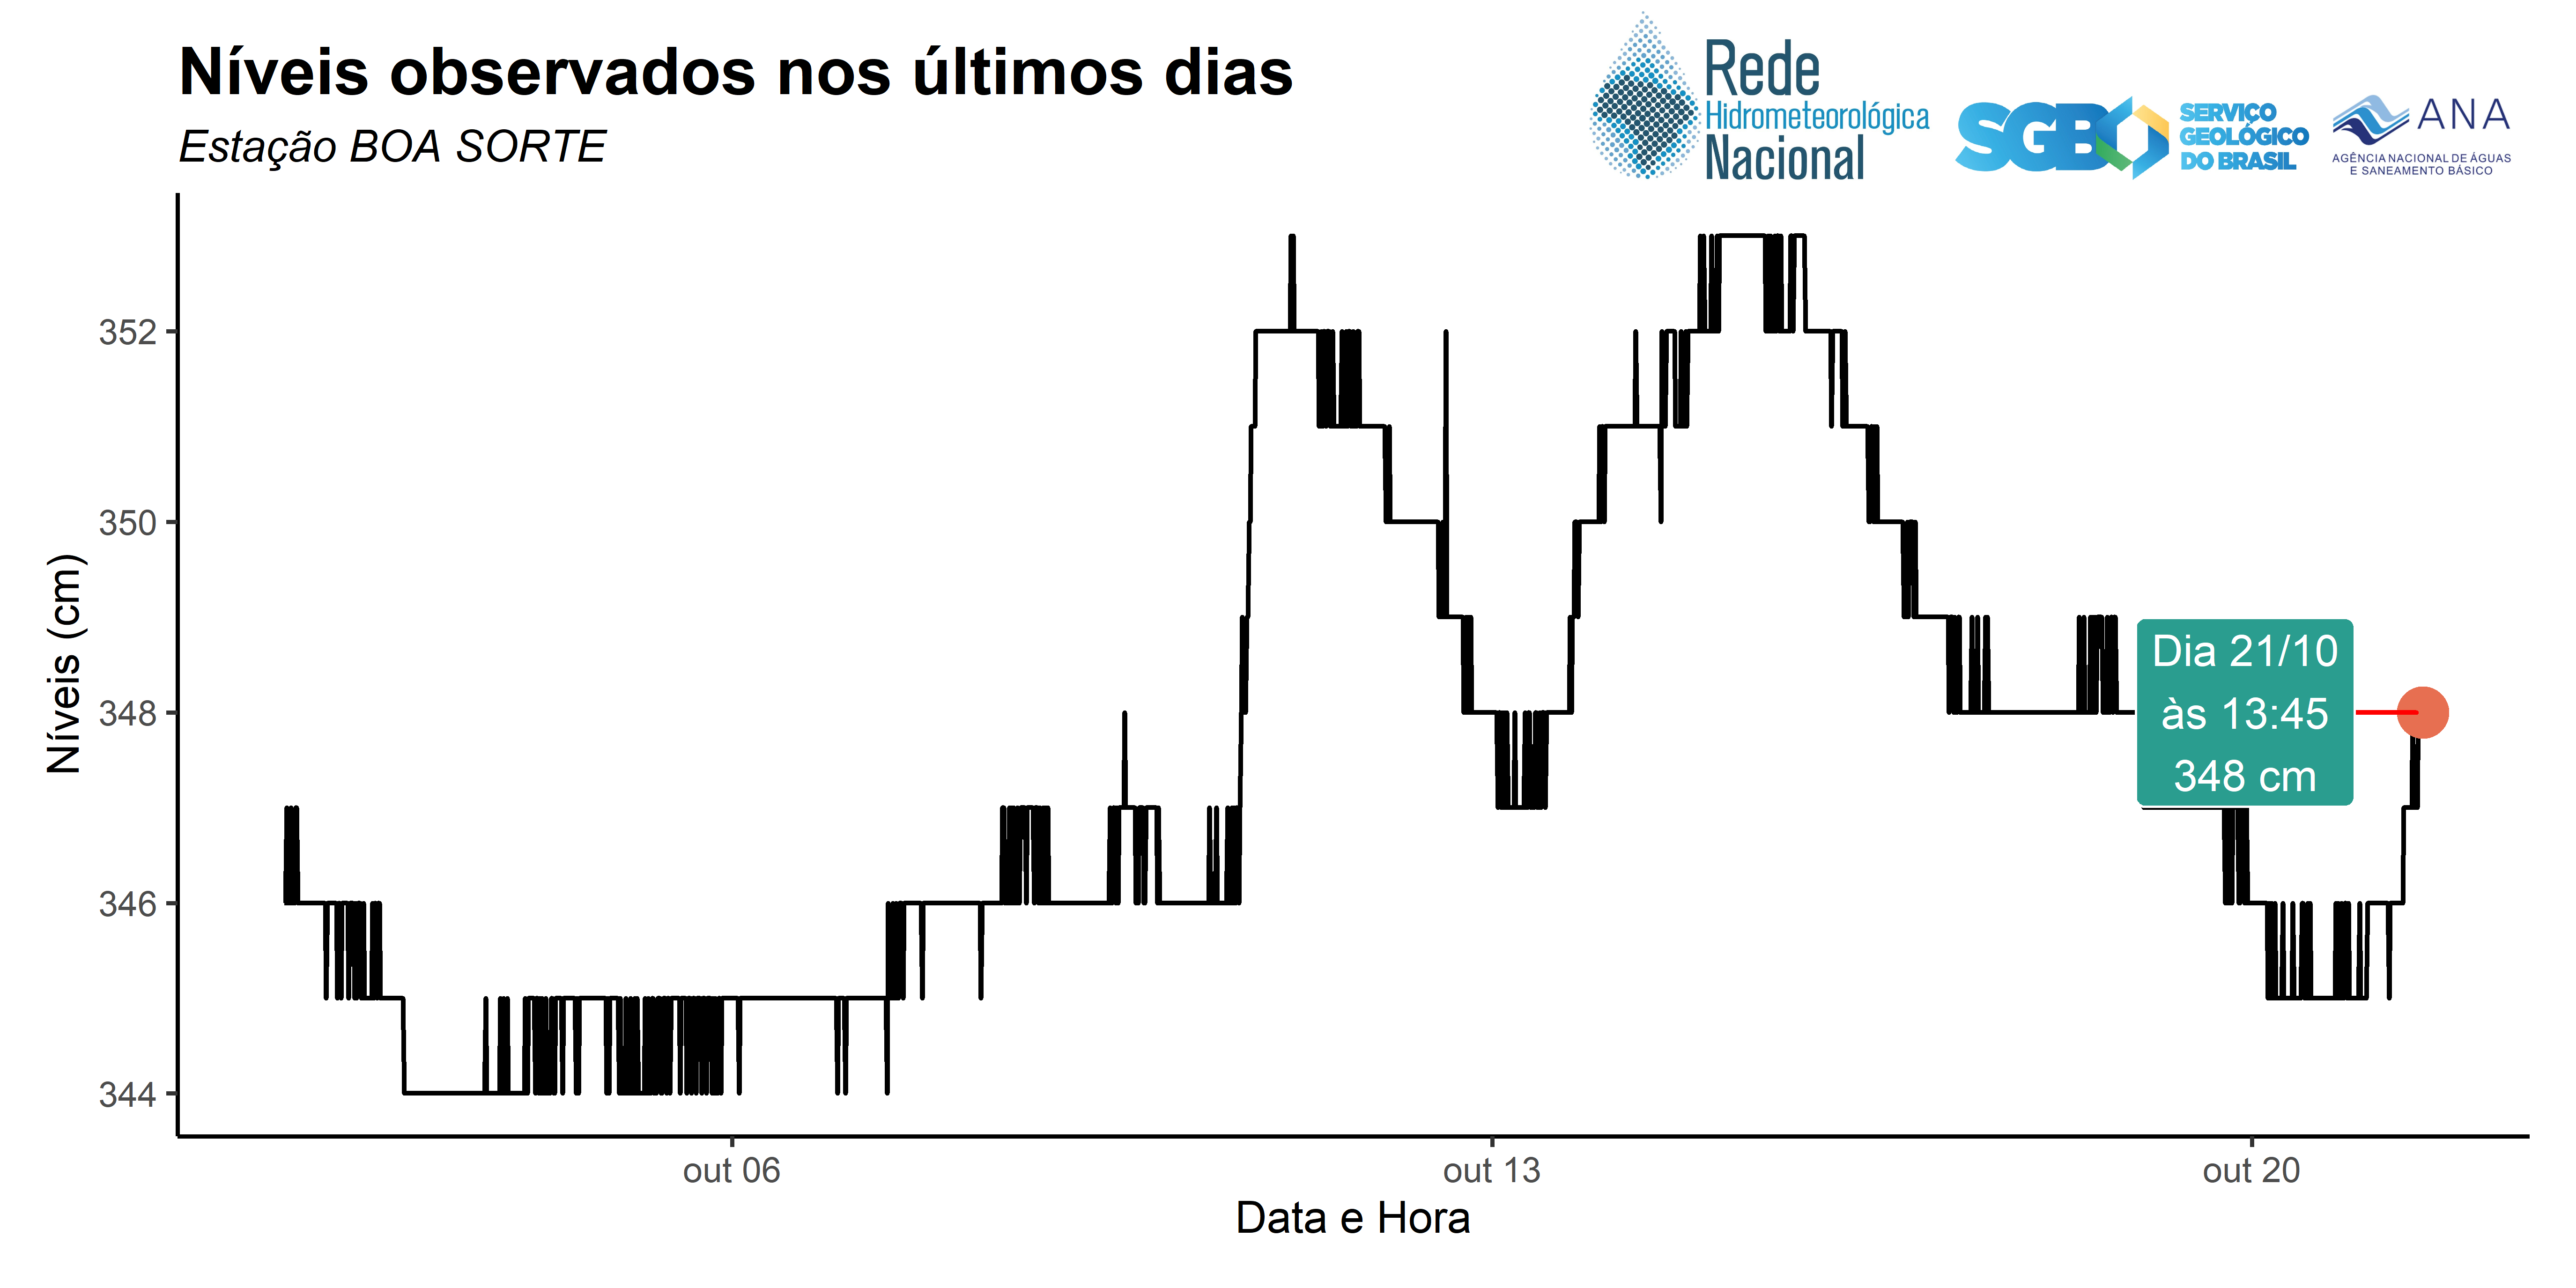 Níveis observados nos últimos dias
Estação BOA SORTE
Rede
Hidrometeorológica
Nacional
SGB
SERVIÇO
GEOLÓGICO
DO BRASIL
ANA
AGÊNCIA NACIONAL DE ÁGUAS
E SANEAMENTO BÁSICO
Níveis (cm)
352
350
348
346
344
Dia 21/10
às 13:45
348 cm
out 06
out 13
out 20
Data e Hora